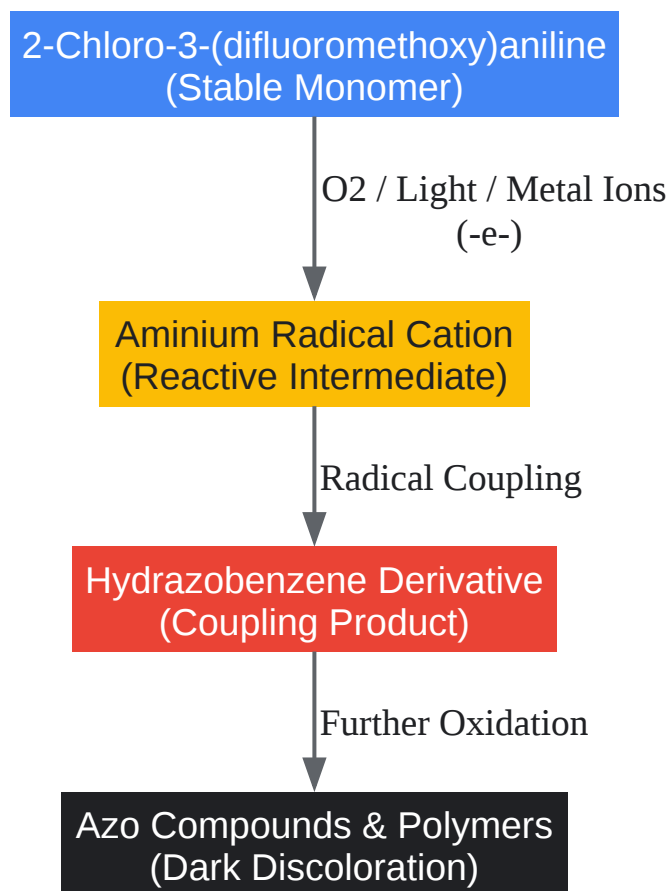 2-Chloro-3-(difluoromethoxy)aniline
(Stable Monomer)
O2 / Light / Metal Ions
(-e-)
Aminium Radical Cation
(Reactive Intermediate)
Radical Coupling
Hydrazobenzene Derivative
(Coupling Product)
Further Oxidation
Azo Compounds & Polymers
(Dark Discoloration)